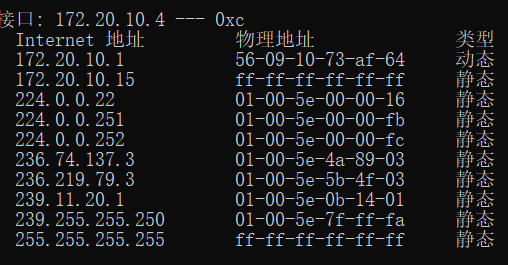 接口: 172.20.10.4 --- 0xc
Internet 地址 物理地址 类型
172.20.10.1 56-09-10-73-af-64 动态
172.20.10.15 ff-ff-ff-ff-ff-ff 静态
224.0.0.22 01-00-5e-00-00-16 静态
224.0.0.251 01-00-5e-00-00-fb 静态
224.0.0.252 01-00-5e-00-00-fc 静态
236.74.137.3 01-00-5e-4a-89-03 静态
236.219.79.3 01-00-5e-5b-4f-03 静态
239.11.20.1 01-00-5e-0b-14-01 静态
239.255.255.250 01-00-5e-7f-ff-fa 静态
255.255.255.255 ff-ff-ff-ff-ff-ff 静态